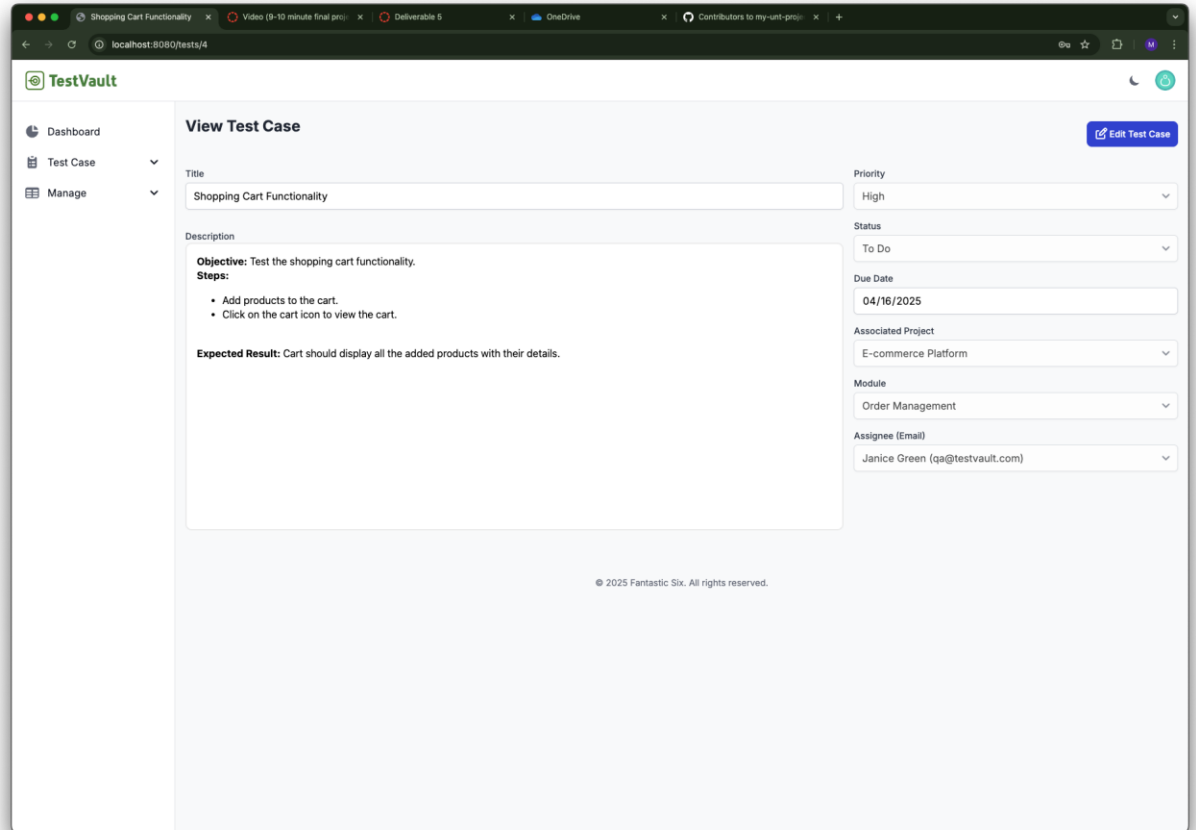 Shopping Cart Functionality
Video (9-10 minute final proj
Deliverable 5
OneDrive
Contributors to my-unt-proje
localhost:8080/tests/4
M
TestVault
Dashboard
Test Case
Manage
View Test Case
Edit Test Case
Title
Shopping Cart Functionality
Description
Objective: Test the shopping cart functionality.
Steps:
• Add products to the cart.
• Click on the cart icon to view the cart.
Expected Result: Cart should display all the added products with their details.
Priority
High
Status
To Do
Due Date
04/16/2025
Associated Project
E-commerce Platform
Module
Order Management
Assignee (Email)
Janice Green (qa@testvault.com)
© 2025 Fantastic Six. All rights reserved.